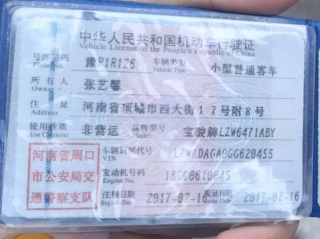 中华人民共和国机动车行驶证
Vehicle License of the People's Republic of China
号牌号码 豫P1R126 车辆类型 小型普通客车
Vehicle Type
所有人 张艺馨
住址 河南省项城市西大街17号附8号
使用性质 非营运 品牌型号 宝骏牌LZW6471ABY
车辆识别代号
VIN
河南省周口
市公安局交
通警察支队
发动机号码
Engine No.
注册日期 2017-02-16 发证日期 2017-02-16